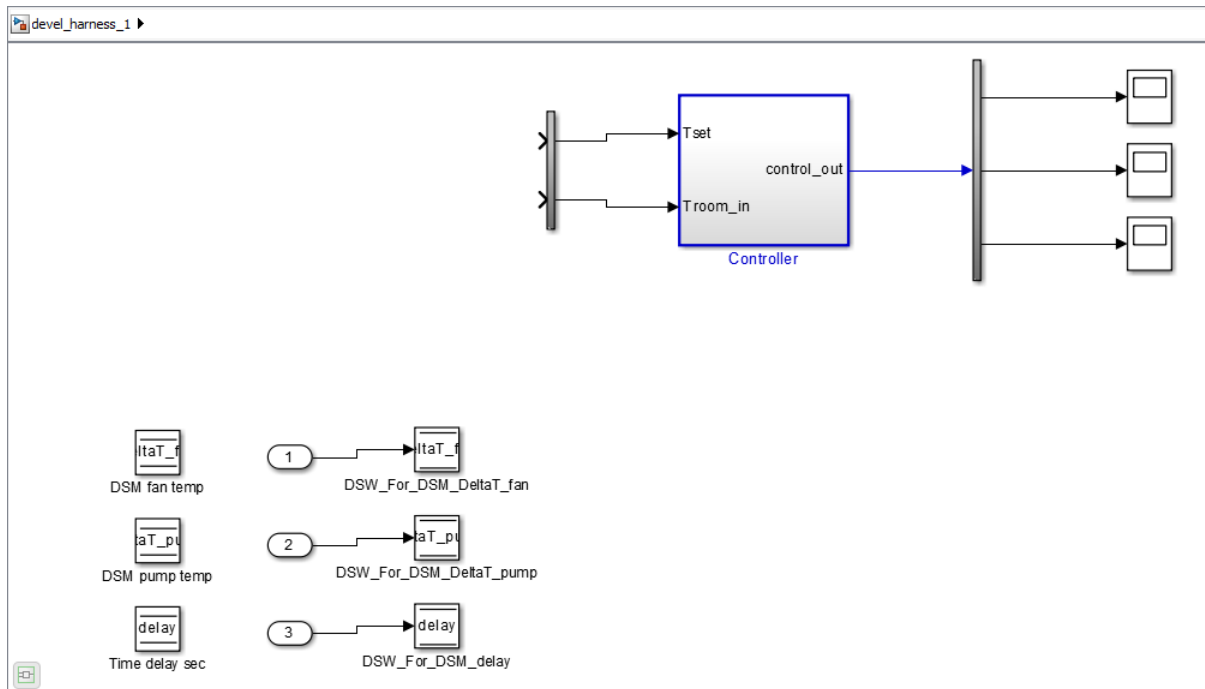 devel_harness_1
Tset
control_out
Troom_in
Controller
ltaT_f
DSM fan temp
1
ltaT_f
DSW_For_DSM_DeltaT_fan
taT_pu
DSM pump temp
2
taT_pu
DSW_For_DSM_DeltaT_pump
delay
Time delay sec
3
delay
DSW_For_DSM_delay